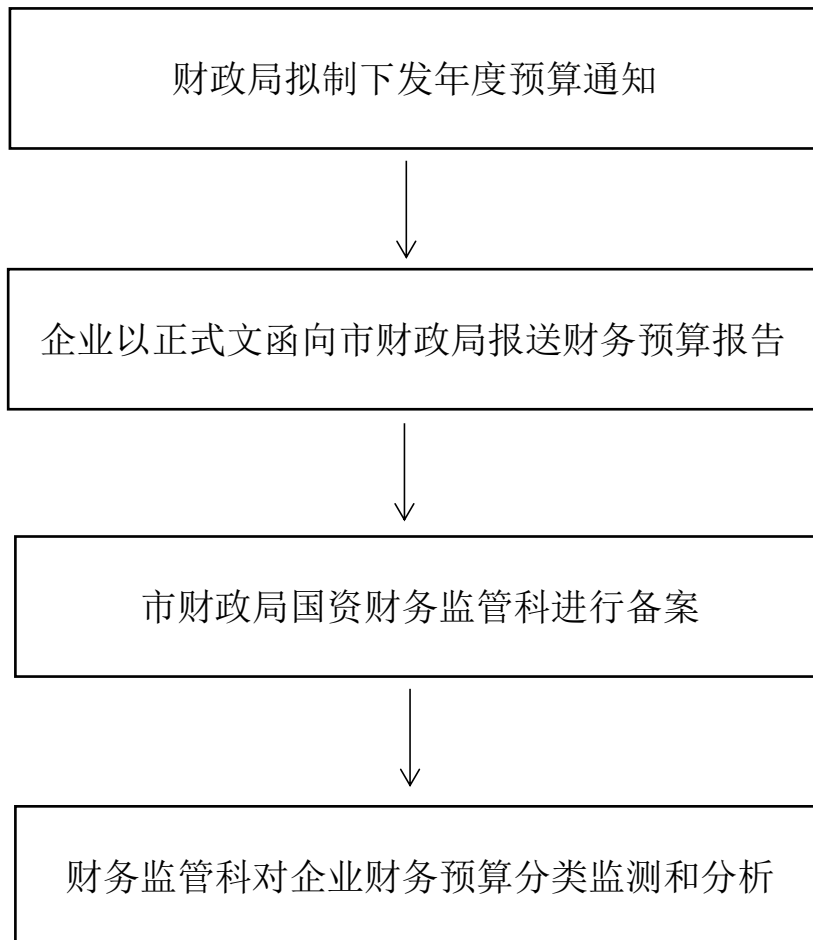 财政局拟制下发年度预算通知
企业以正式文函向市财政局报送财务预算报告
市财政局国资财务监管科进行备案
财务监管科对企业财务预算分类监测和分析